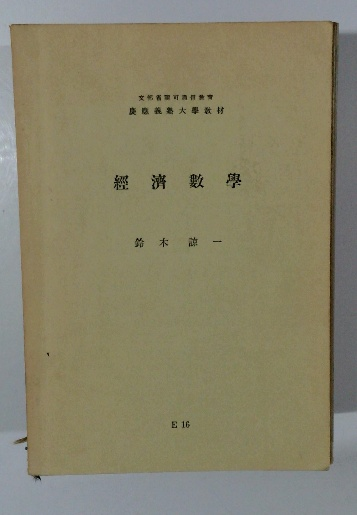 文部省認可通信教育
慶應義塾大學教材
經濟數學
鈴木諒一
E 16